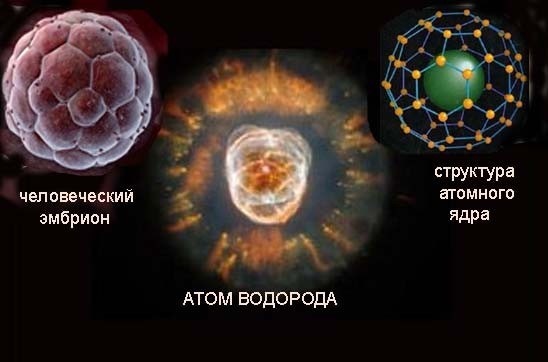 человеческий
эмбрион
структура
атомного
ядра
АТОМ ВОДОРОДА